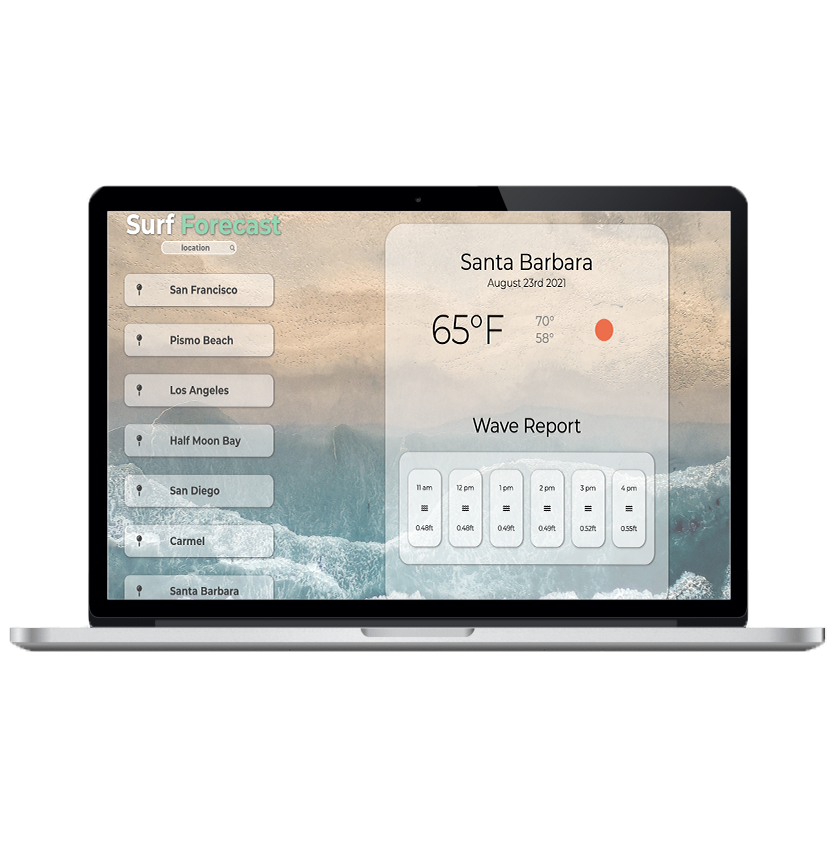 Surf Forecast
location
San Francisco
Pismo Beach
Los Angeles
Half Moon Bay
San Diego
Carmel
Santa Barbara
Santa Barbara
August 23rd 2021
65°F
70°
58°
Wave Report
11 am 12 pm 1 pm 2 pm 3 pm 4 pm
0.48ft 0.48ft 0.49ft 0.49ft 0.52ft 0.55ft